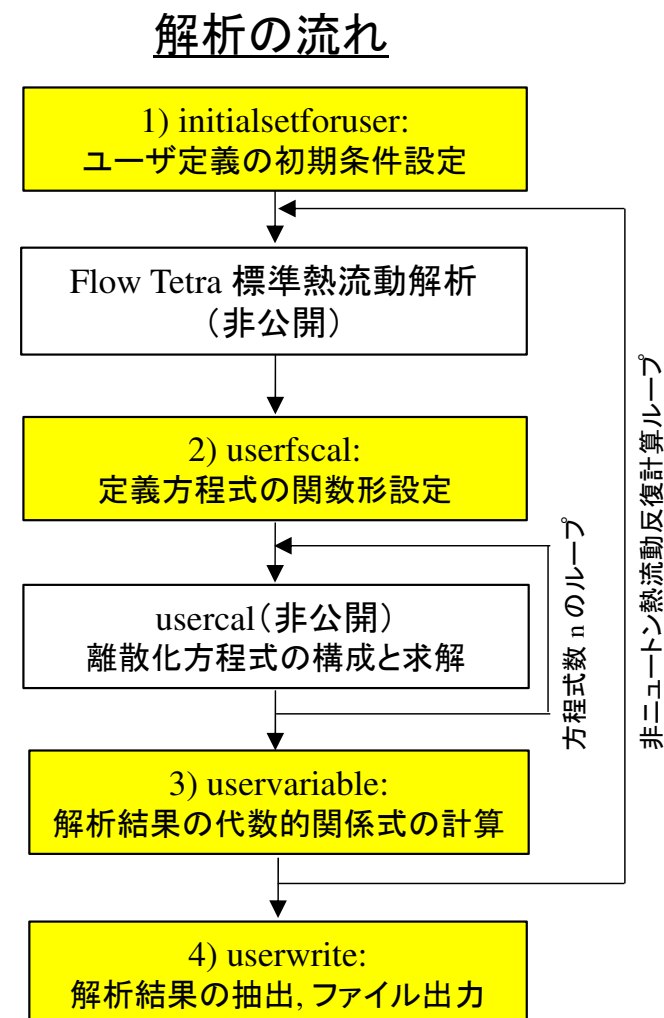 解析の流れ
1) initialsetforuser:
ユーザ定義の初期条件設定
Flow Tetra 標準熱流動解析
（非公開）
2) userfscal:
定義方程式の関数形設定
usercal（非公開）
離散化方程式の構成と求解
方程式数 n のループ
非ニュートン熱流動反復計算ループ
3) uservariable:
解析結果の代数的関係式の計算
4) userwrite:
解析結果の抽出, ファイル出力